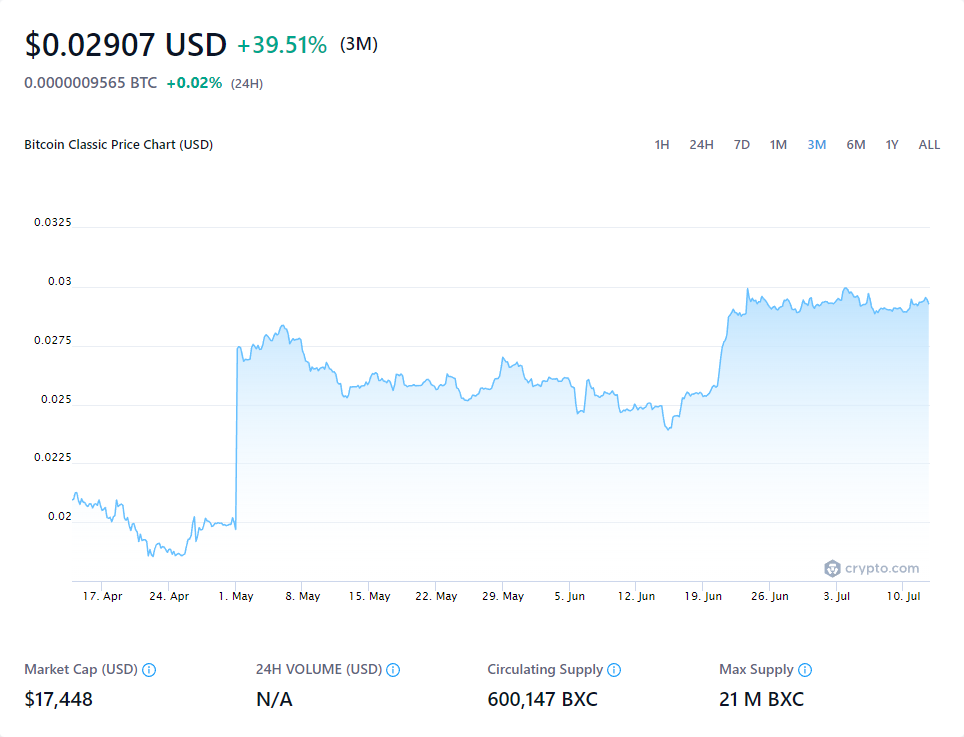 $0.02907 USD +39.51% (3M)
0.0000009565 BTC +0.02% (24H)
Bitcoin Classic Price Chart (USD) 1H 24H 7D 1M 3M 6M 1Y ALL
0.0325
0.03
0.0275
0.025
0.0225
0.02
crypto.com
17. Apr 24. Apr 1. May 8. May 15. May 22. May 29. May 5. Jun 12. Jun 19. Jun 26. Jun 3. Jul 10. Jul
Market Cap (USD) 24H VOLUME (USD) Circulating Supply Max Supply
$17,448 N/A 600,147 BXC 21 M BXC